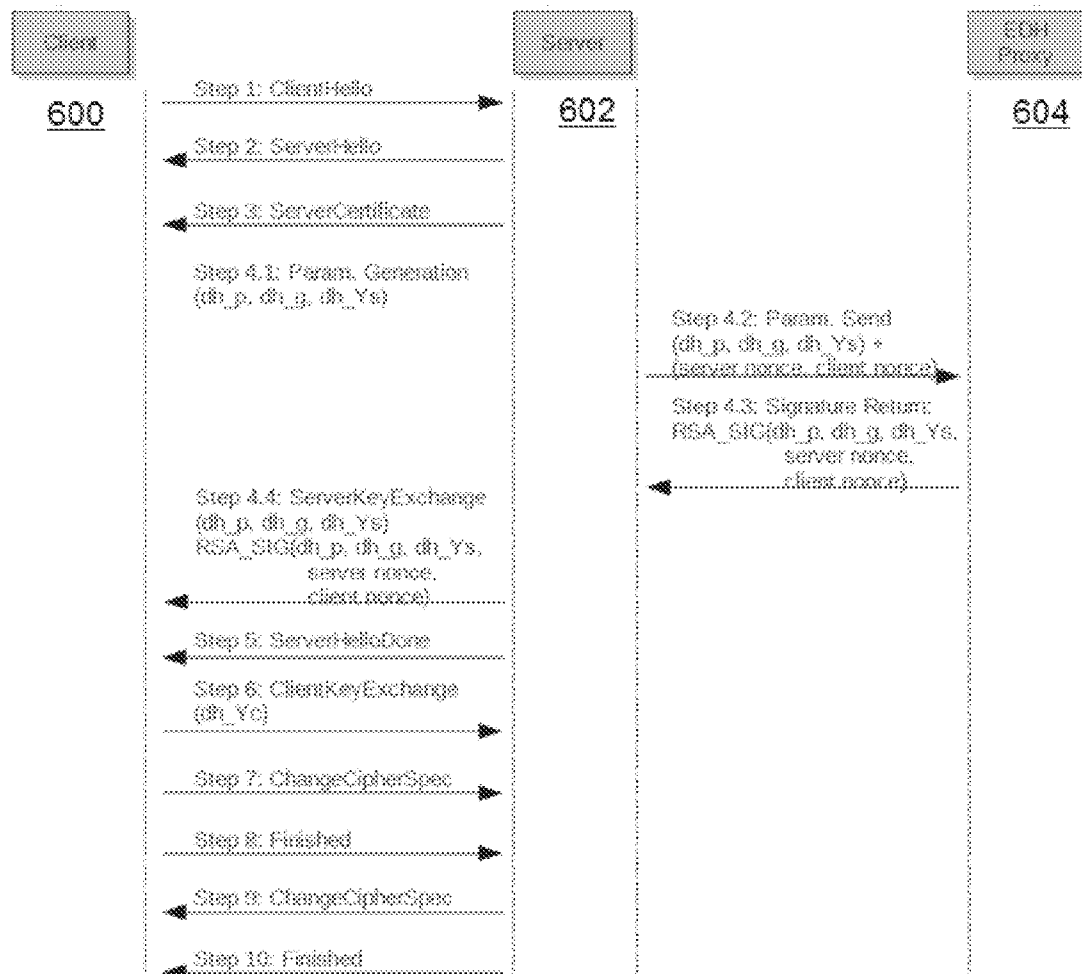 Client
Server
EDH
Proxy
600
602
604
Step 1: ClientHello
Step 2: ServerHello
Step 3: ServerCertificate
Step 4.1: Param. Generation
(dh_p, dh_g, dh_Ys)
Step 4.2: Param. Send
(dh_p, dh_g, dh_Ys) +
(server nonce, client nonce)
Step 4.3: Signature Return:
RSA_SIG(dh_p, dh_g, dh_Ys,
server nonce,
client nonce)
Step 4.4: ServerKeyExchange
(dh_p, dh_g, dh_Ys)
RSA_SIG(dh_p, dh_g, dh_Ys,
server nonce,
client nonce)
Step 5: ServerHelloDone
Step 6: ClientKeyExchange
(dh_Yc)
Step 7: ChangeCipherSpec
Step 8: Finished
Step 9: ChangeCipherSpec
Step 10: Finished